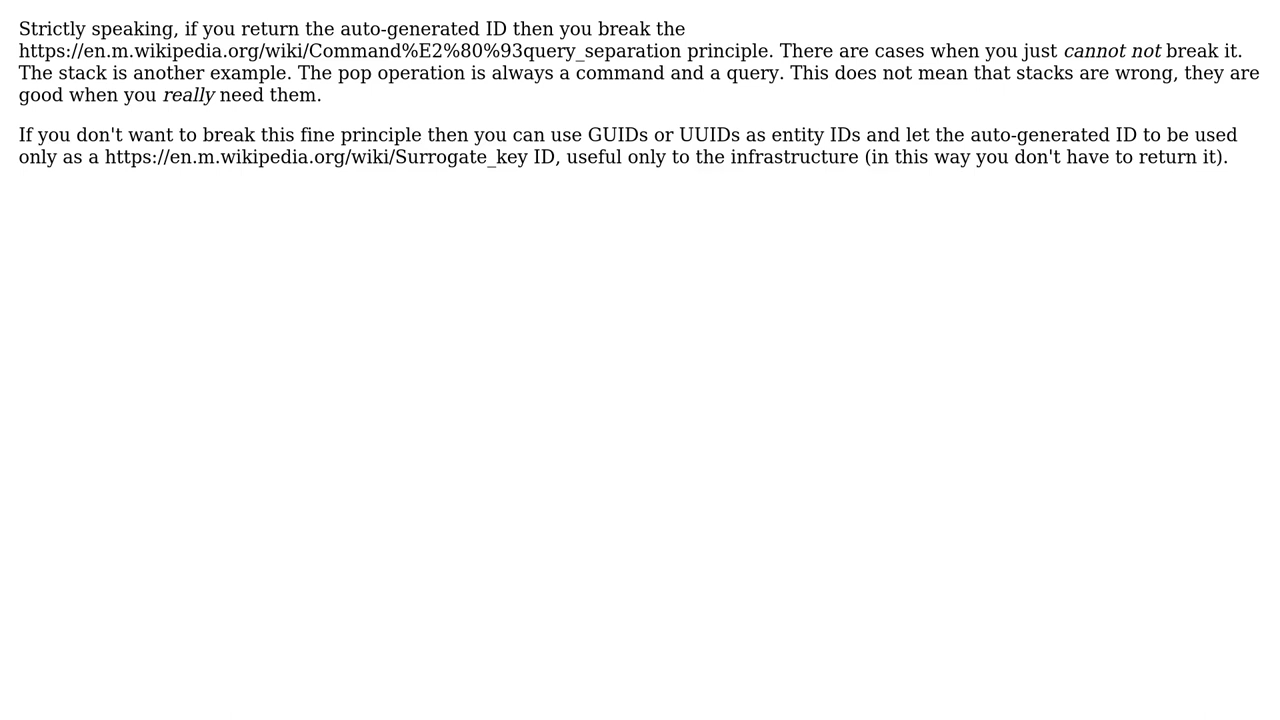 Strictly speaking, if you return the auto-generated ID then you break the
https://en.m.wikipedia.org/wiki/Command%E2%80%93query_separation principle. There are cases when you just cannot not break it.
The stack is another example. The pop operation is always a command and a query. This does not mean that stacks are wrong, they are
good when you really need them.
If you don't want to break this fine principle then you can use GUIDs or UUIDs as entity IDs and let the auto-generated ID to be used
only as a https://en.m.wikipedia.org/wiki/Surrogate_key ID, useful only to the infrastructure (in this way you don't have to return it).